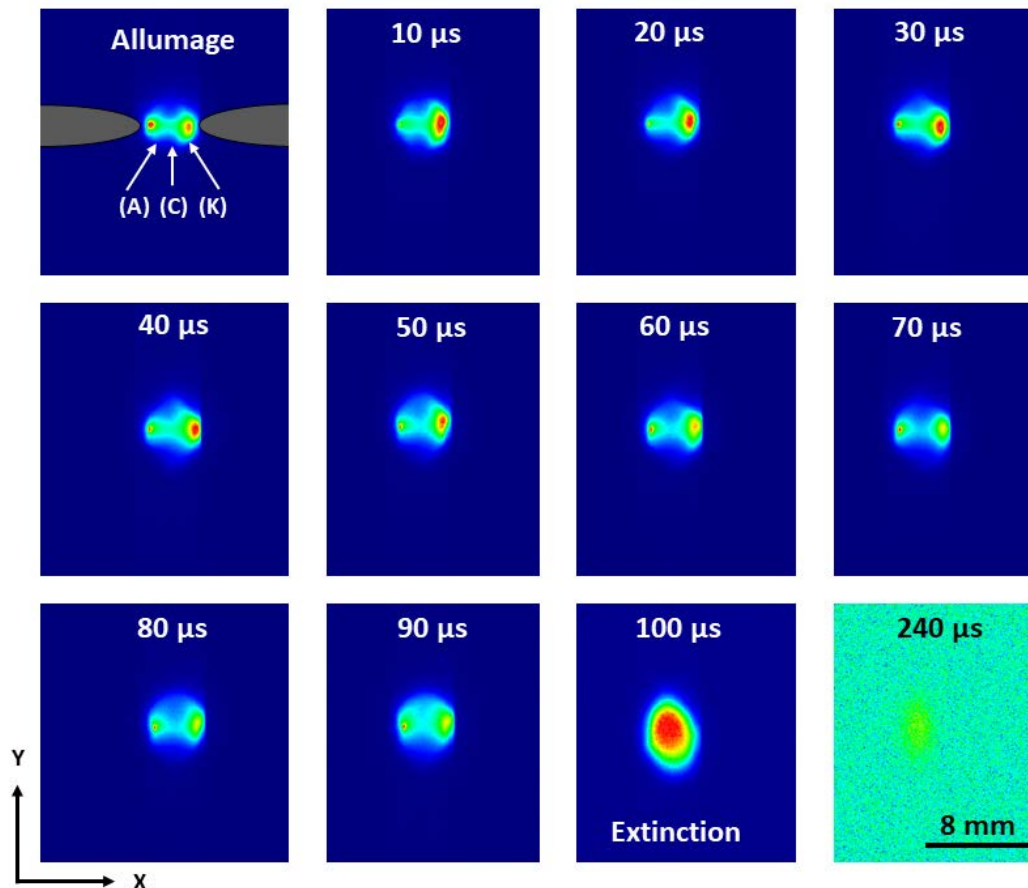 Allumage
10 µs
20 µs
30 µs
(A) (C) (K)
40 µs
50 µs
60 µs
70 µs
80 µs
90 µs
100 µs
240 µs
Y
Extinction
8 mm
X